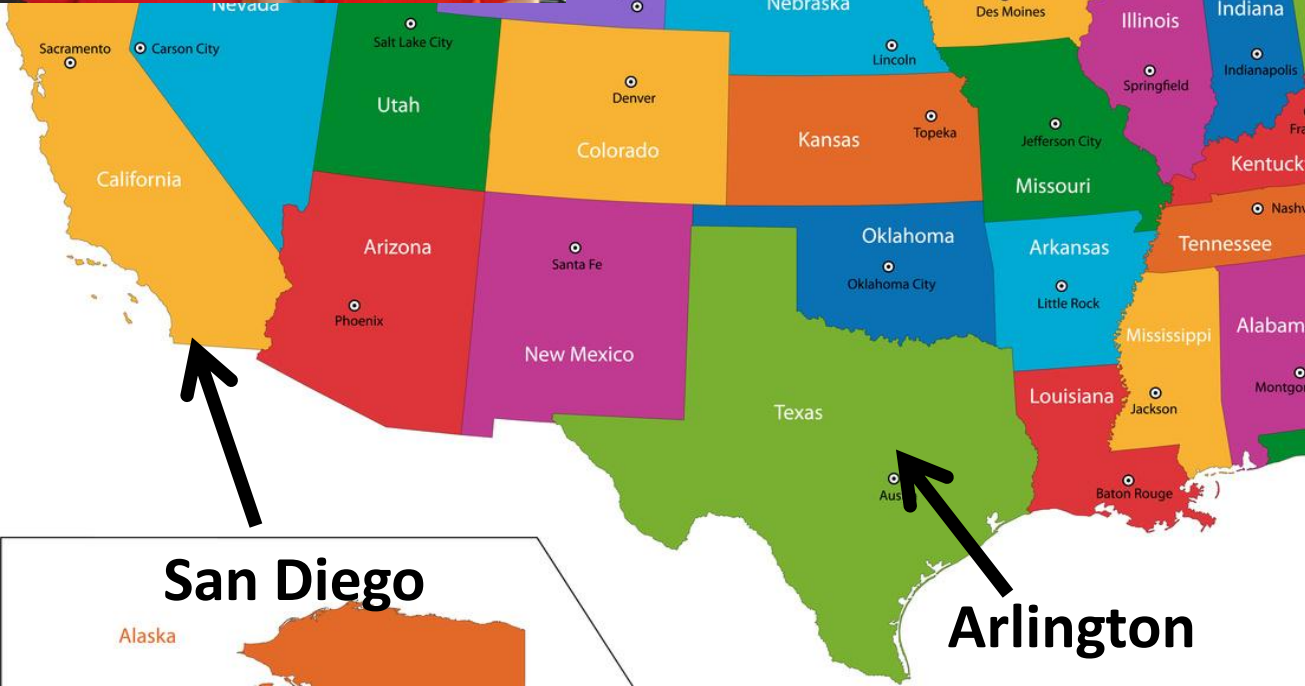 Nevada
Nebraska
Des Moines
Illinois
Indiana
Sacramento
Carson City
Salt Lake City
Lincoln
Indianapolis
Springfield
Utah
Denver
Topeka
Jefferson City
Kansas
Colorado
Kentuck
California
Missouri
Nashv
Arizona
Santa Fe
Oklahoma
Oklahoma City
Arkansas
Little Rock
Tennessee
Phoenix
New Mexico
Mississippi
Alabam
Texas
Louisiana
Jackson
Montgo
Aus
Baton Rouge
San Diego
Arlington
Alaska